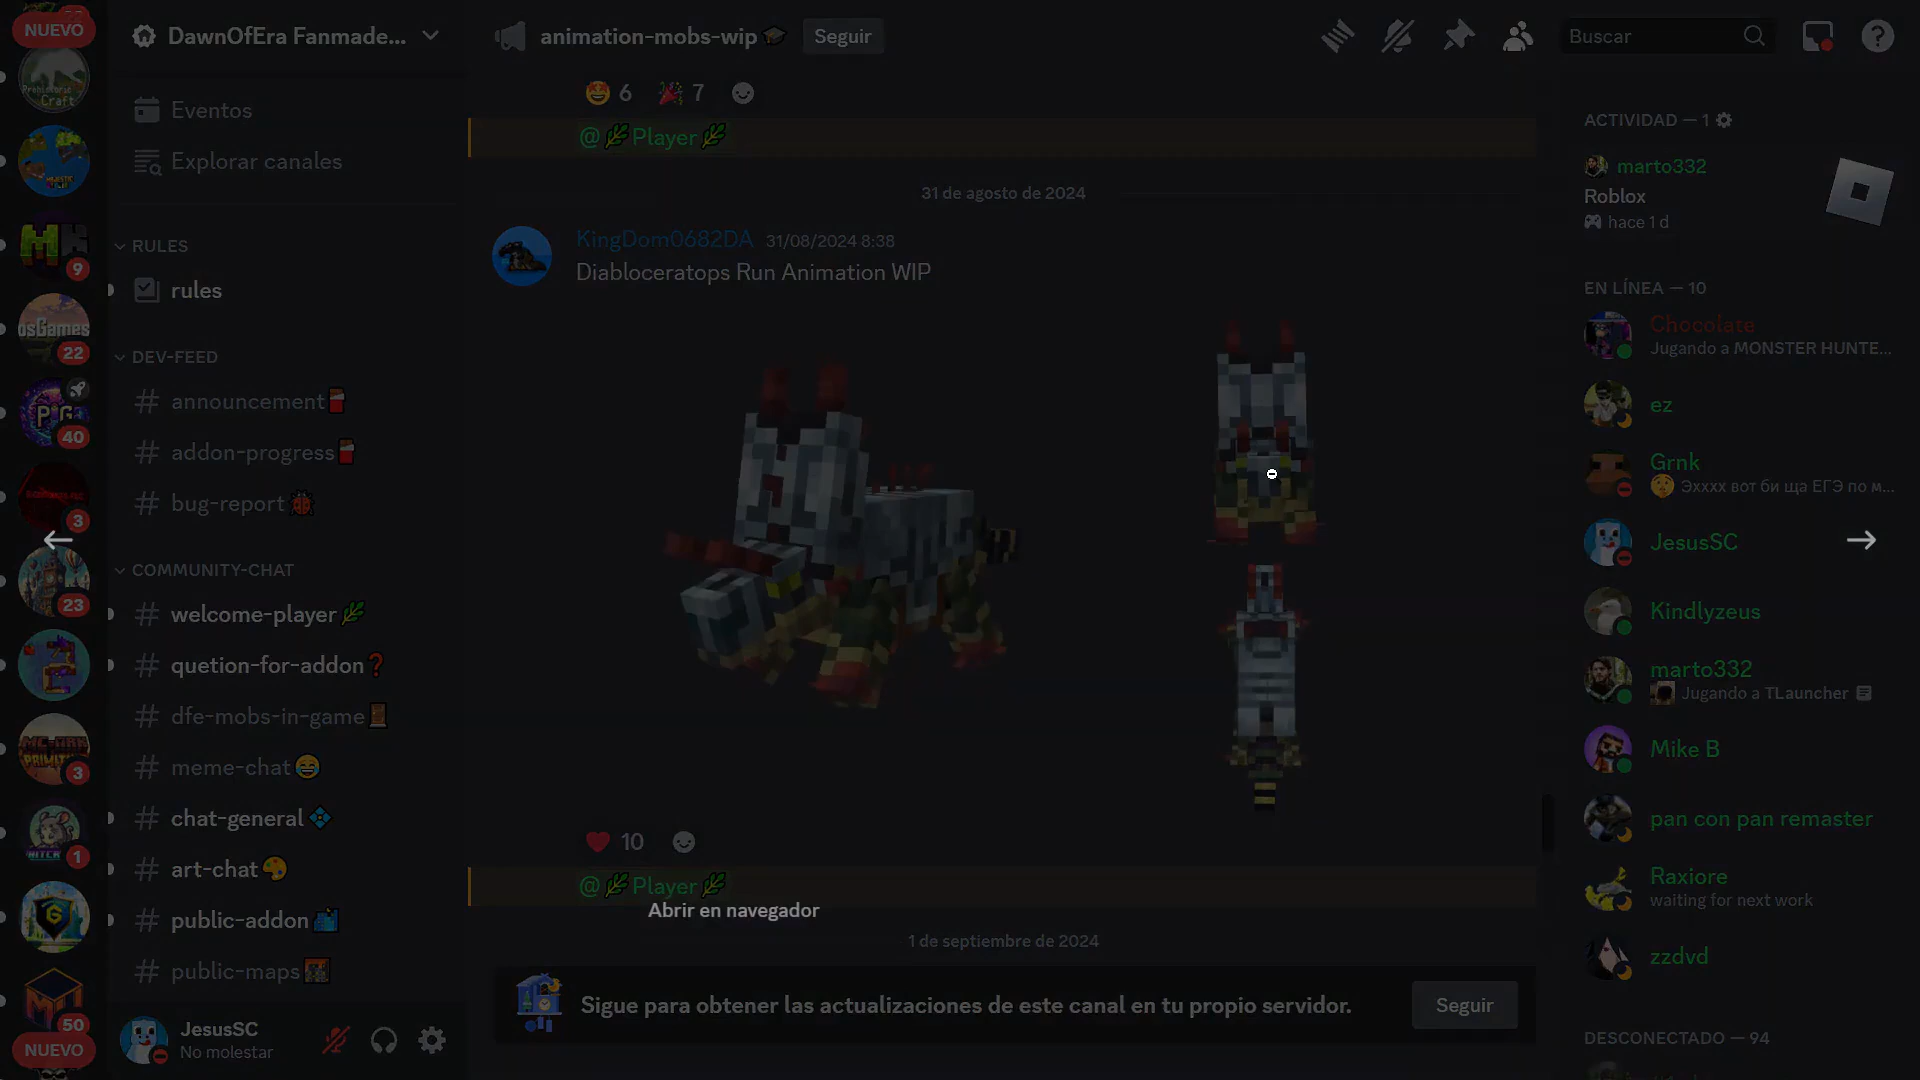 NUEVO
Prehistoric
Craft
9
osGames
22
40
3
23
3
1
50
NUEVO
DawnOfEra Fanmade...
Eventos
Explorar canales
RULES
rules
DEV-FEED
announcement
addon-progress
bug-report
COMMUNITY-CHAT
welcome-player
quetion-for-addon
dfe-mobs-in-game
meme-chat
chat-general
art-chat
public-addon
public-maps
JesusSC
No molestar
animation-mobs-wip
Seguir
Buscar
6
7
@Player
31 de agosto de 2024
KingDom0682DA 31/08/2024 8:38
Diabloceratops Run Animation WIP
10
@Player
Abrir en navegador
1 de septiembre de 2024
Sigue para obtener las actualizaciones de este canal en tu propio servidor.
Seguir
ACTIVIDAD — 1
marto332
Roblox
hace 1 d
EN LÍNEA — 10
Chocolate
Jugando a MONSTER HUNTE...
ez
Grnk
Эхххх вот би ща ЕГЭ по м...
JesusSC
Kindlyzeus
marto332
Jugando a TLauncher
Mike B
pan con pan remaster
Raxiore
waiting for next work
zzdvd
DESCONECTADO — 94